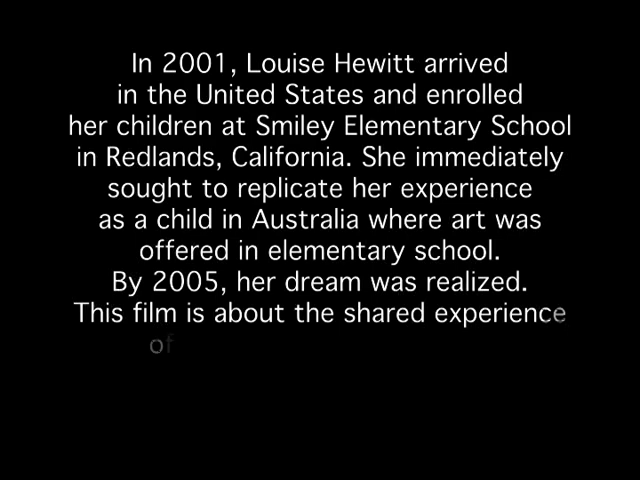 In 2001, Louise Hewitt arrived
in the United States and enrolled
her children at Smiley Elementary School
in Redlands, California. She immediately
sought to replicate her experience
as a child in Australia where art was
offered in elementary school.
By 2005, her dream was realized.
This film is about the shared experience
of